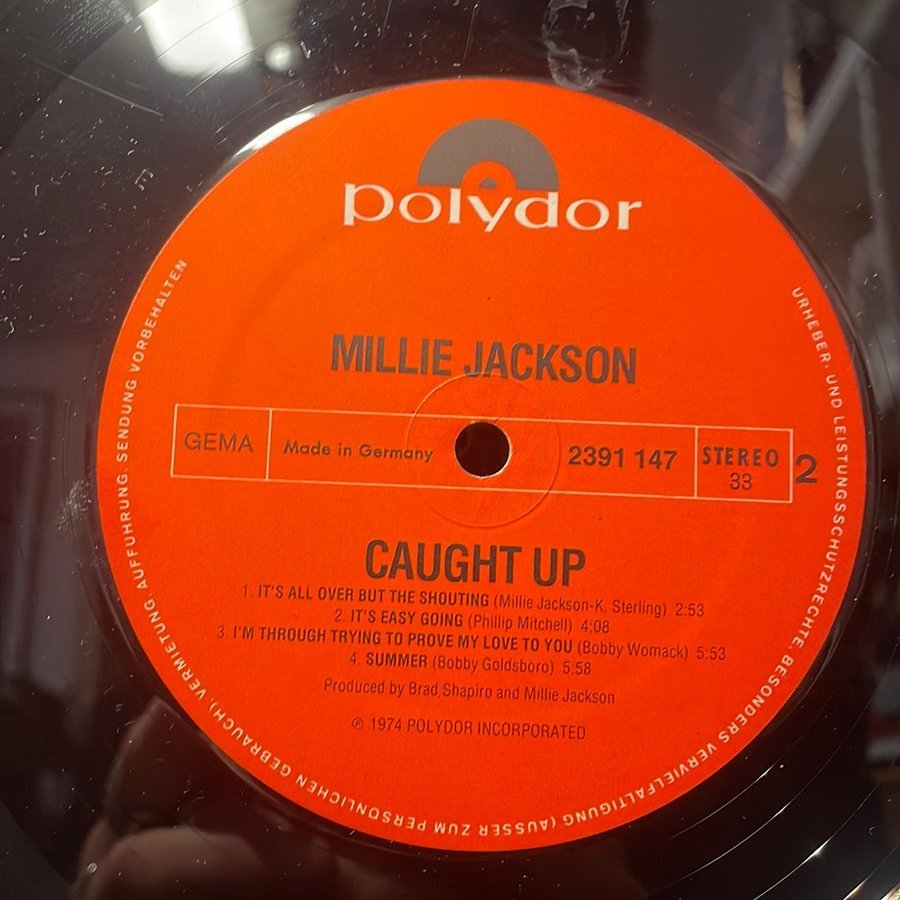 polydor
MILLIE JACKSON
GEMA
Made in Germany
2391 147
STEREO
33
2
CAUGHT UP
1. IT'S ALL OVER BUT THE SHOUTING (Millie Jackson-K. Sterling) 2:53
2. IT'S EASY GOING (Phillip Mitchell) 4:08
3. I'M THROUGH TRYING TO PROVE MY LOVE TO YOU (Bobby Womack) 5:53
4. SUMMER (Bobby Goldsboro) 5:58
Produced by Brad Shapiro and Millie Jackson
℗ 1974 POLYDOR INCORPORATED
URHEBER- UND LEISTUNGSSCHUTZRECHTE, BESONDERS VERVIELFÄLTIGUNG (AUSSER ZUM PERSÖNLICHEN GEBRAUCH), VERMIETUNG, AUFFÜHRUNG, SENDUNG VORBEHALTEN